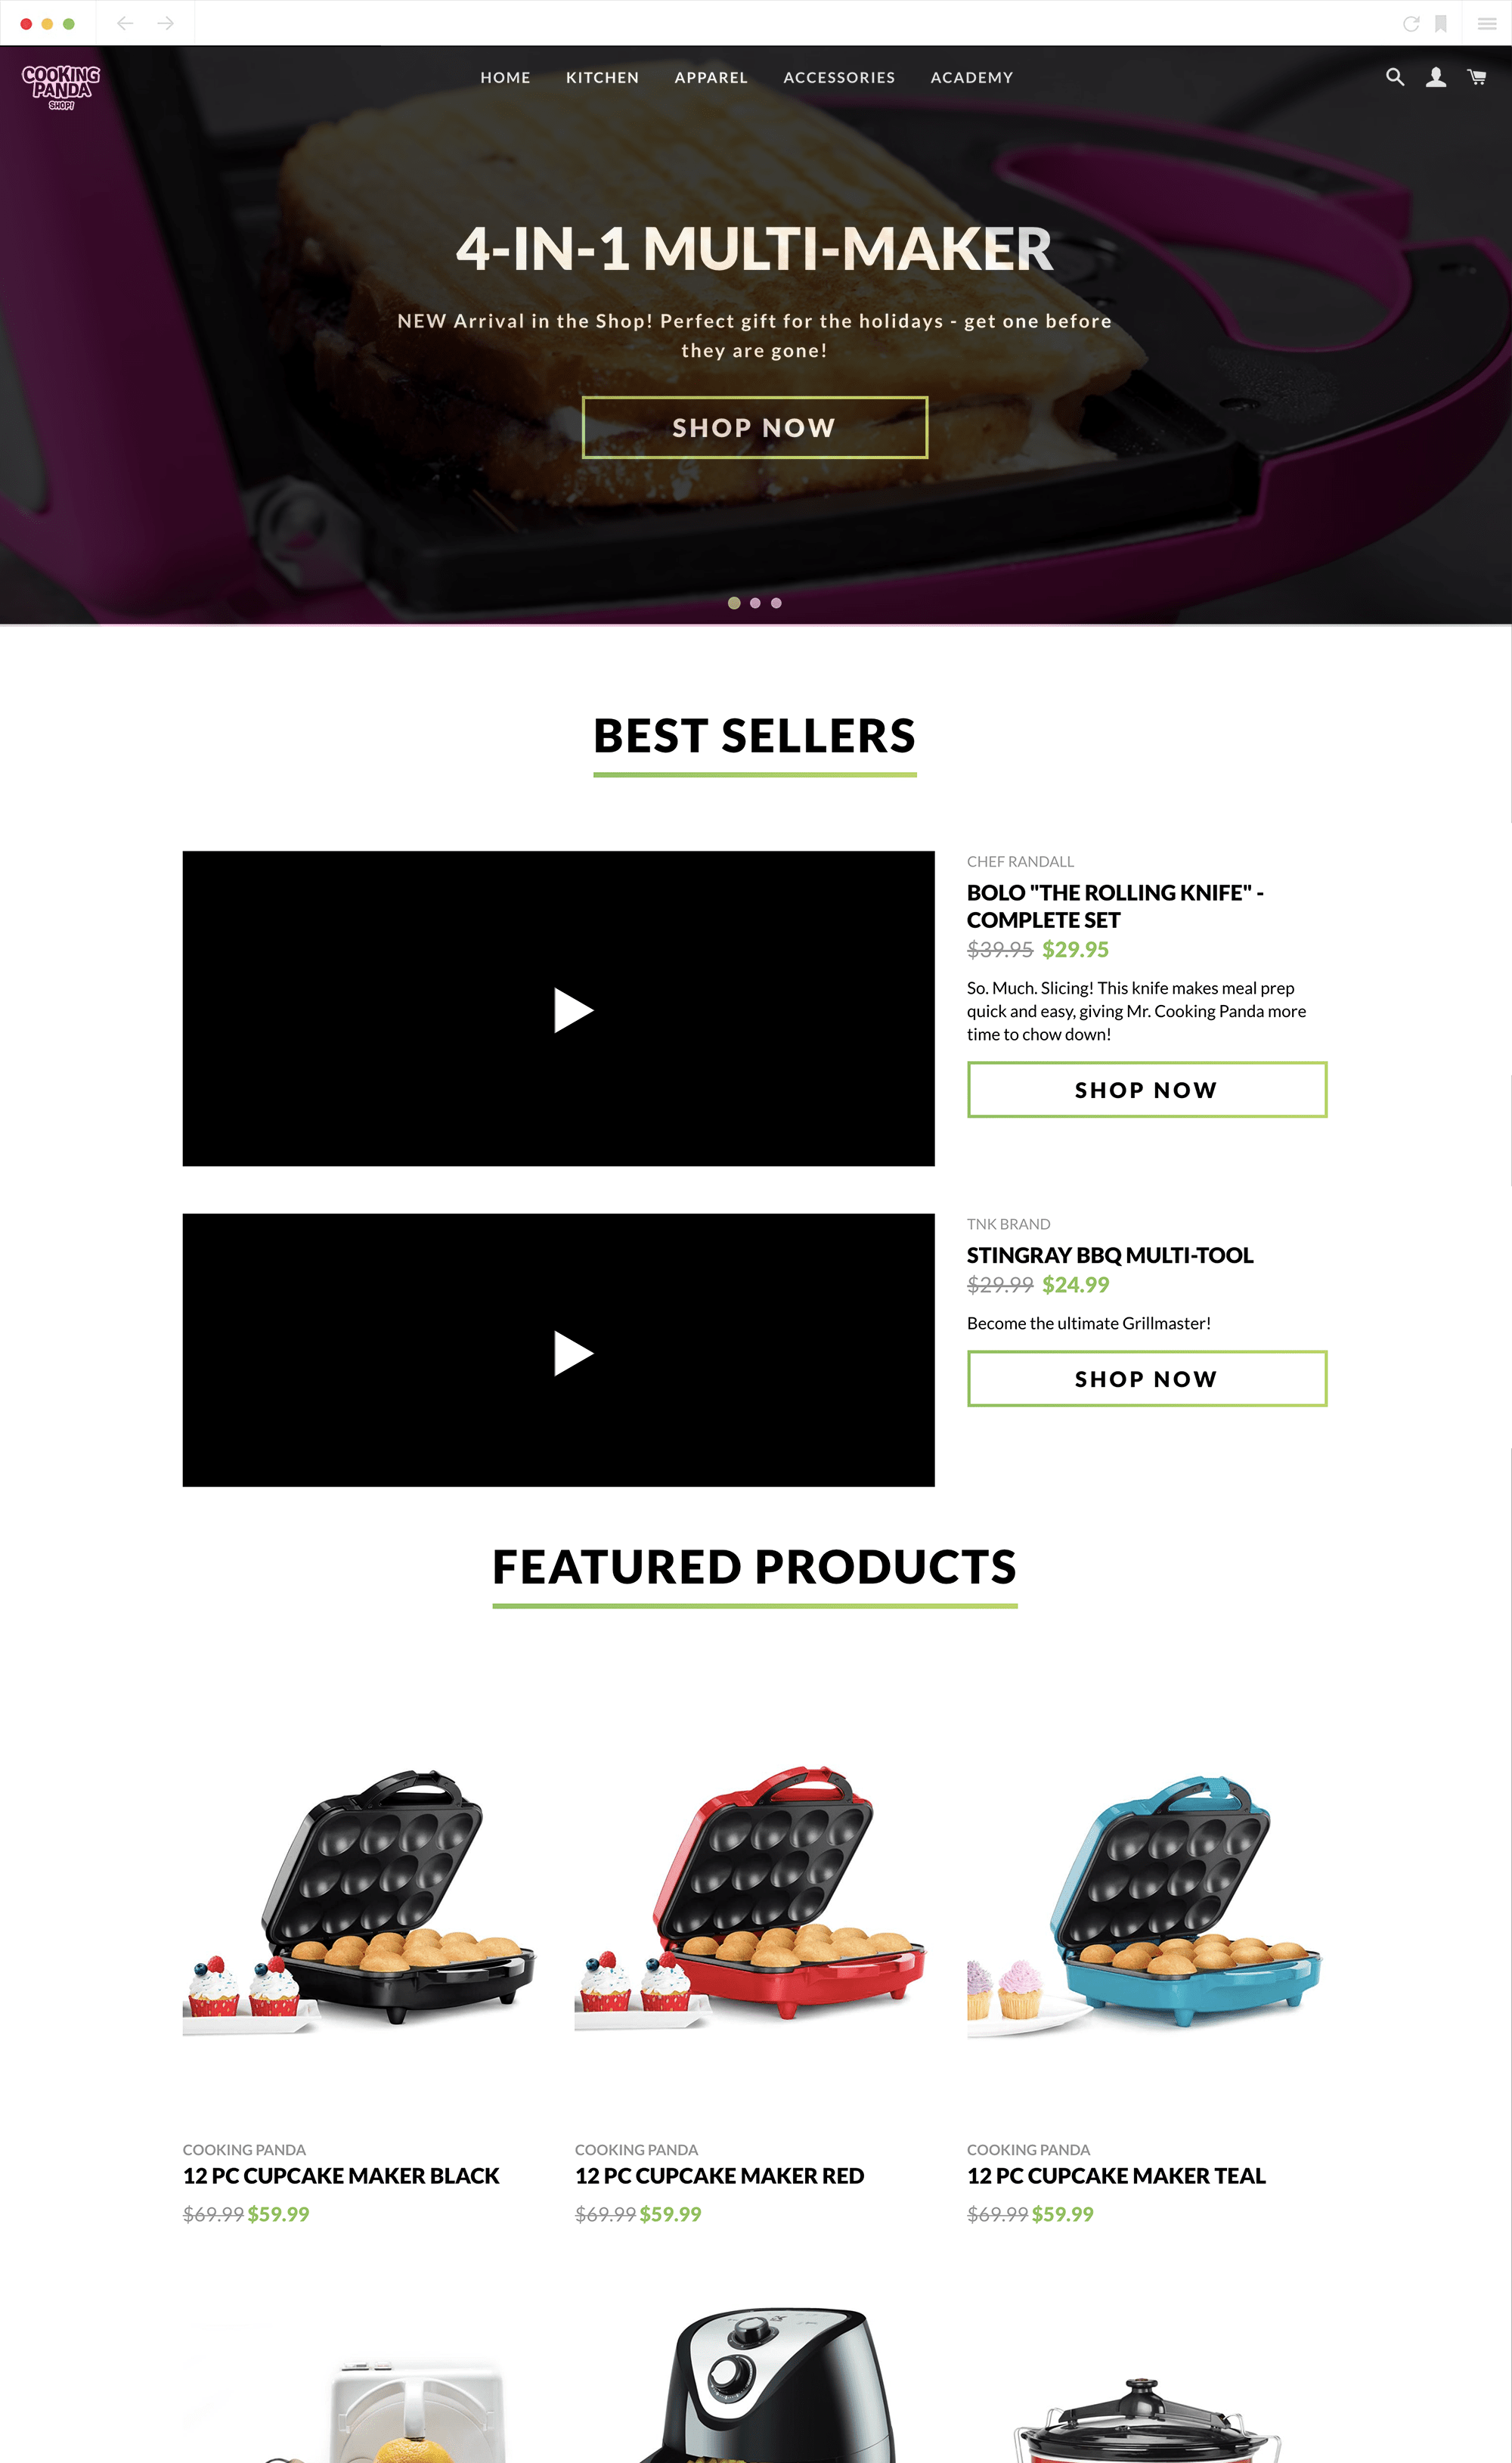 COOKING
PANDA
SHOP!
HOME KITCHEN APPAREL ACCESSORIES ACADEMY
4-IN-1 MULTI-MAKER
NEW Arrival in the Shop! Perfect gift for the holidays - get one before
they are gone!
SHOP NOW
BEST SELLERS
CHEF RANDALL
BOLO "THE ROLLING KNIFE" -
COMPLETE SET
$39.95 $29.95
So. Much. Slicing! This knife makes meal prep
quick and easy, giving Mr. Cooking Panda more
time to chow down!
SHOP NOW
TNK BRAND
STINGRAY BBQ MULTI-TOOL
$29.99 $24.99
Become the ultimate Grillmaster!
SHOP NOW
FEATURED PRODUCTS
COOKING PANDA
12 PC CUPCAKE MAKER BLACK
$69.99 $59.99
COOKING PANDA
12 PC CUPCAKE MAKER RED
$69.99 $59.99
COOKING PANDA
12 PC CUPCAKE MAKER TEAL
$69.99 $59.99